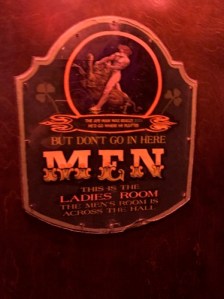 BUT DON'T GO IN HERE
MEN
THIS IS THE
LADIES ROOM
THE MEN'S ROOM IS
ACROSS THE HALL